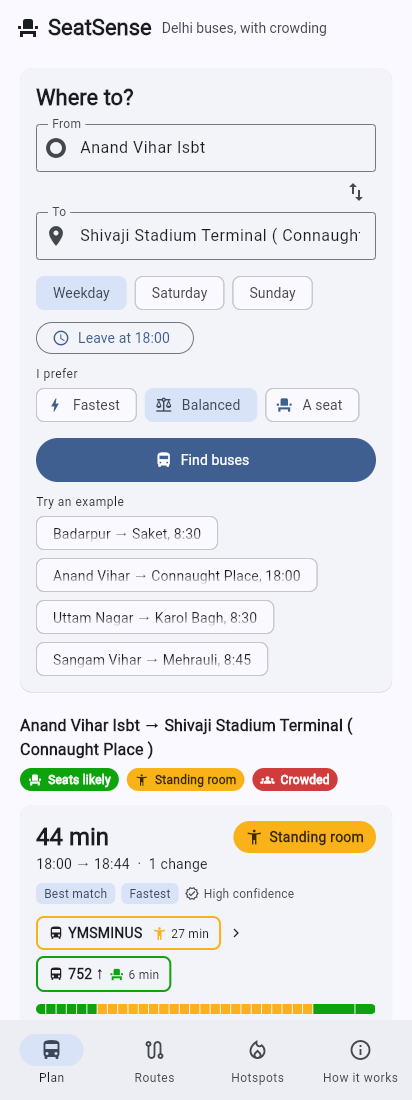 SeatSense Delhi buses, with crowding
Where to?
From
Anand Vihar Isbt
To
Shivaji Stadium Terminal ( Connaught
Weekday Saturday Sunday
Leave at 18:00
I prefer
Fastest Balanced A seat
Find buses
Try an example
Badarpur → Saket, 8:30
Anand Vihar → Connaught Place, 18:00
Uttam Nagar → Karol Bagh, 8:30
Sangam Vihar → Mehrauli, 8:45
Anand Vihar Isbt → Shivaji Stadium Terminal (
Connaught Place )
Seats likely Standing room Crowded
44 min Standing room
18:00 → 18:44 · 1 change
Best match Fastest High confidence
YMSMINUS 27 min
752 ↑ 6 min
Plan Routes Hotspots How it works